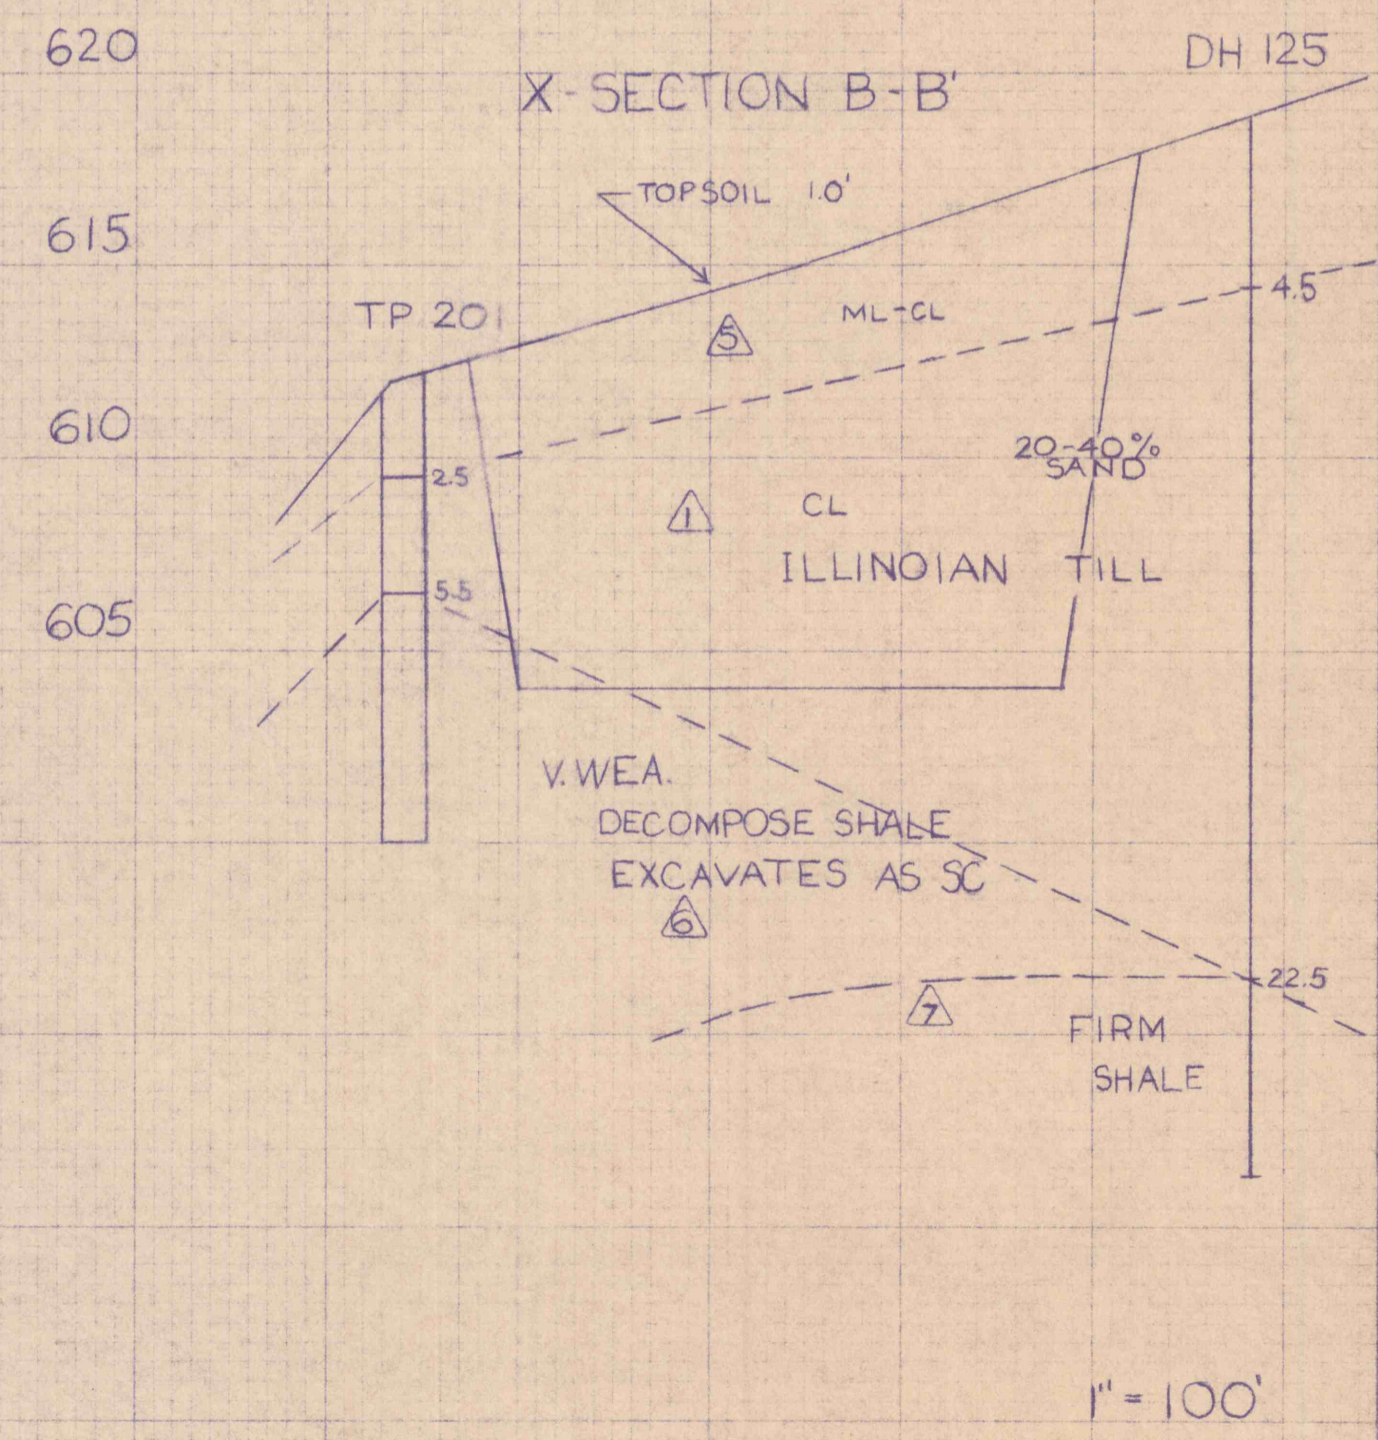 620
DH 125
X-SECTION B-B'
TOPSOIL 1.0'
615
4.5
TP 201
ML-CL
5
610
20-40%
SAND
2.5
1
CL
ILLINOIAN TILL
5.5
605
V. WEA.
DECOMPOSE SHALE
EXCAVATES AS SC
6
22.5
7
FIRM
SHALE
1" = 100'